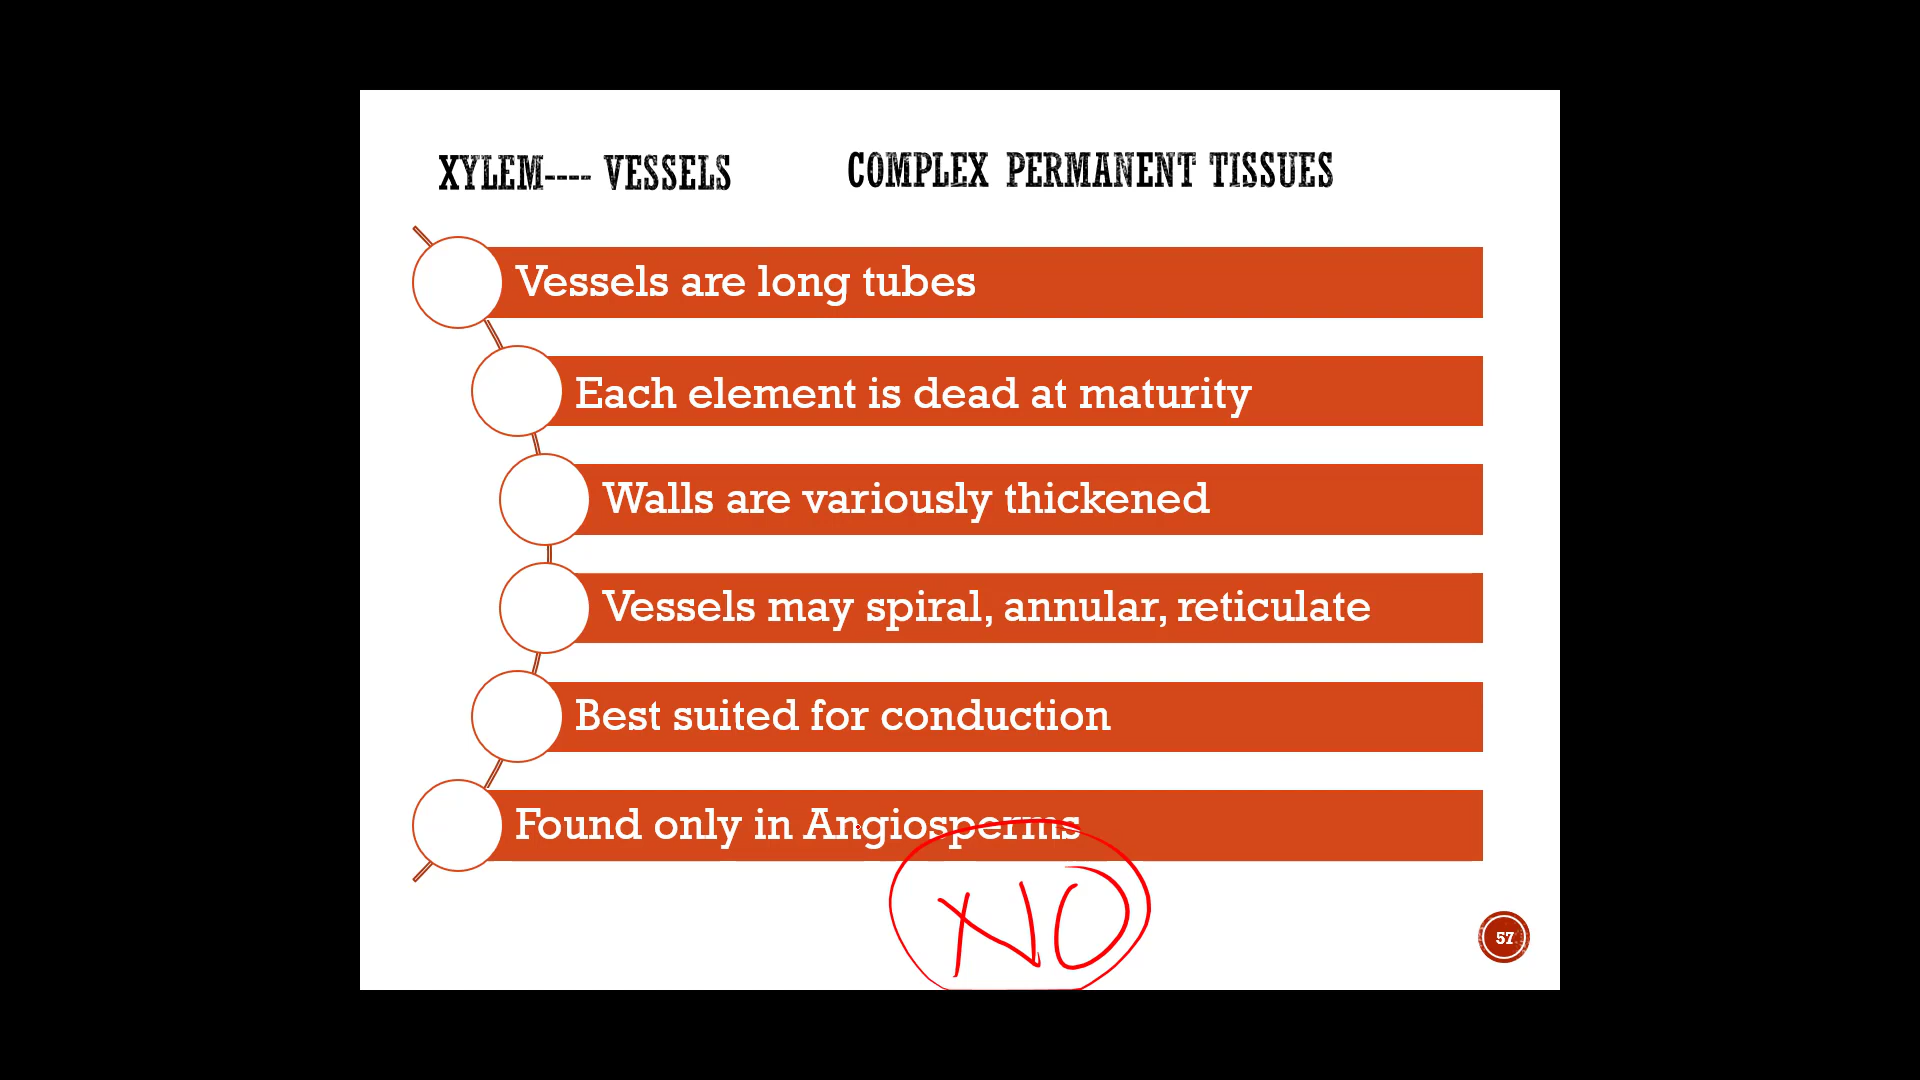 XYLEM---- VESSELS
COMPLEX PERMANENT TISSUES
Vessels are long tubes
Each element is dead at maturity
Walls are variously thickened
Vessels may spiral, annular, reticulate
Best suited for conduction
Found only in Angiosperms
NO
57